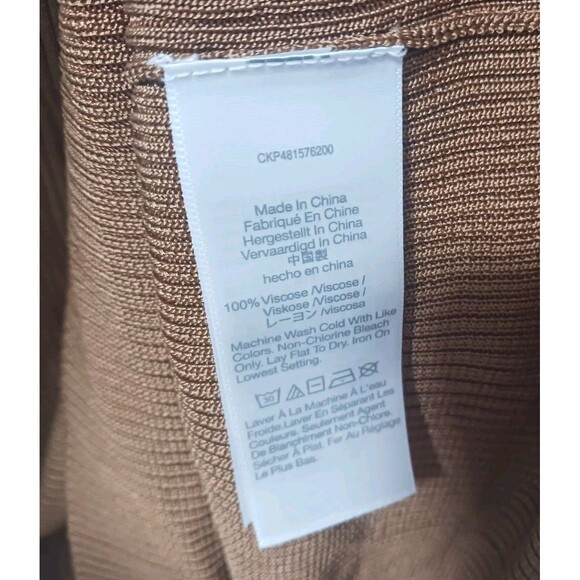 CKP481576200
Made In China
Fabriqué En Chine
Hergestellt In China
Vervaardigd In China
中国製
hecho en china
100% Viscose /Viscose /
Viskose /Viscose /
レーヨン /viscosa
Machine Wash Cold With Like
Colors. Non-Chlorine Bleach
Only. Lay Flat To Dry. Iron On
Lowest Setting.
30
Laver À La Machine À L'eau
Froide.Laver En Séparant Les
Couleurs. Seulement Agent
De Blanchiment Non-Chlore.
Sécher À Plat. Fer Au Réglage
Le Plus Bas.